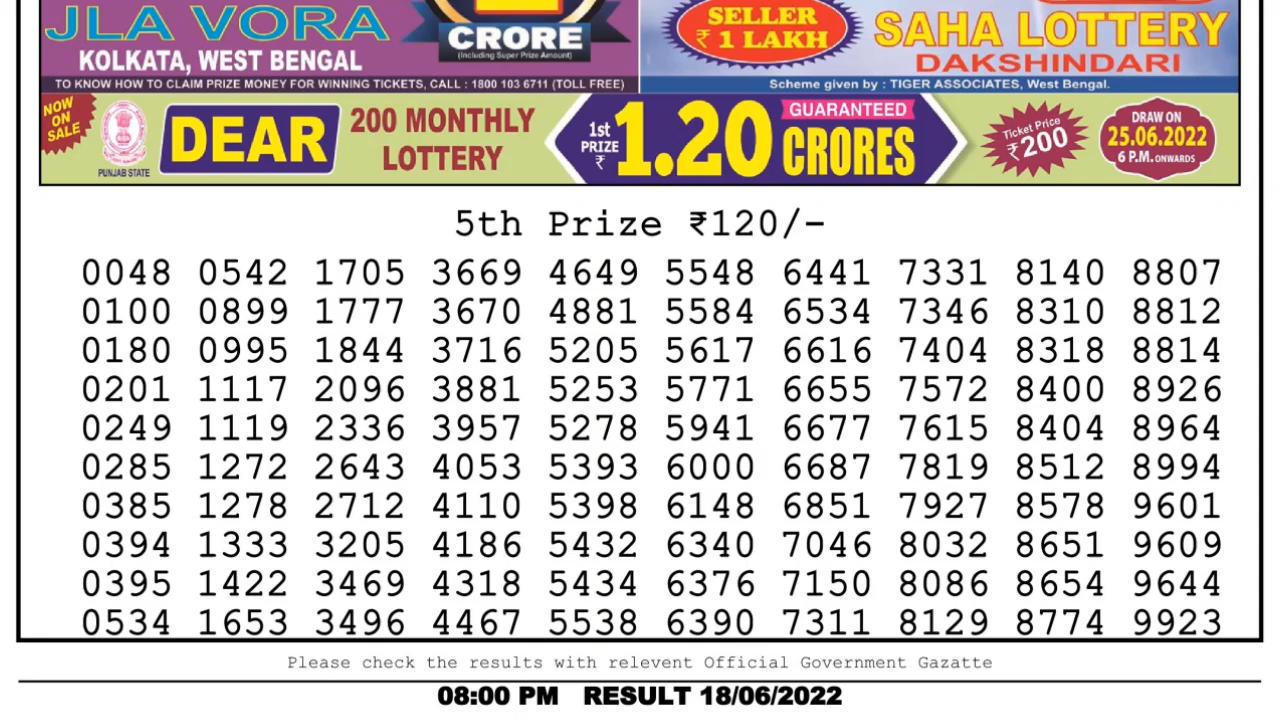 JLA VORA
KOLKATA, WEST BENGAL
CRORE
(Including Super Prize Amount)
SELLER
₹ 1 LAKH
SAHA LOTTERY
DAKSHINDARI
TO KNOW HOW TO CLAIM PRIZE MONEY FOR WINNING TICKETS, CALL : 1800 103 6711 (TOLL FREE)
Scheme given by : TIGER ASSOCIATES, West Bengal.
NOW
ON
SALE
PUNJAB STATE
DEAR
200 MONTHLY
LOTTERY
1st
PRIZE
₹
1.20
GUARANTEED
CRORES
Ticket Price
₹200
DRAW ON
25.06.2022
6 P.M. ONWARDS
5th Prize ₹120/-
0048 0542 1705 3669 4649 5548 6441 7331 8140 8807
0100 0899 1777 3670 4881 5584 6534 7346 8310 8812
0180 0995 1844 3716 5205 5617 6616 7404 8318 8814
0201 1117 2096 3881 5253 5771 6655 7572 8400 8926
0249 1119 2336 3957 5278 5941 6677 7615 8404 8964
0285 1272 2643 4053 5393 6000 6687 7819 8512 8994
0385 1278 2712 4110 5398 6148 6851 7927 8578 9601
0394 1333 3205 4186 5432 6340 7046 8032 8651 9609
0395 1422 3469 4318 5434 6376 7150 8086 8654 9644
0534 1653 3496 4467 5538 6390 7311 8129 8774 9923
Please check the results with relevent Official Government Gazatte
08:00 PM RESULT 18/06/2022